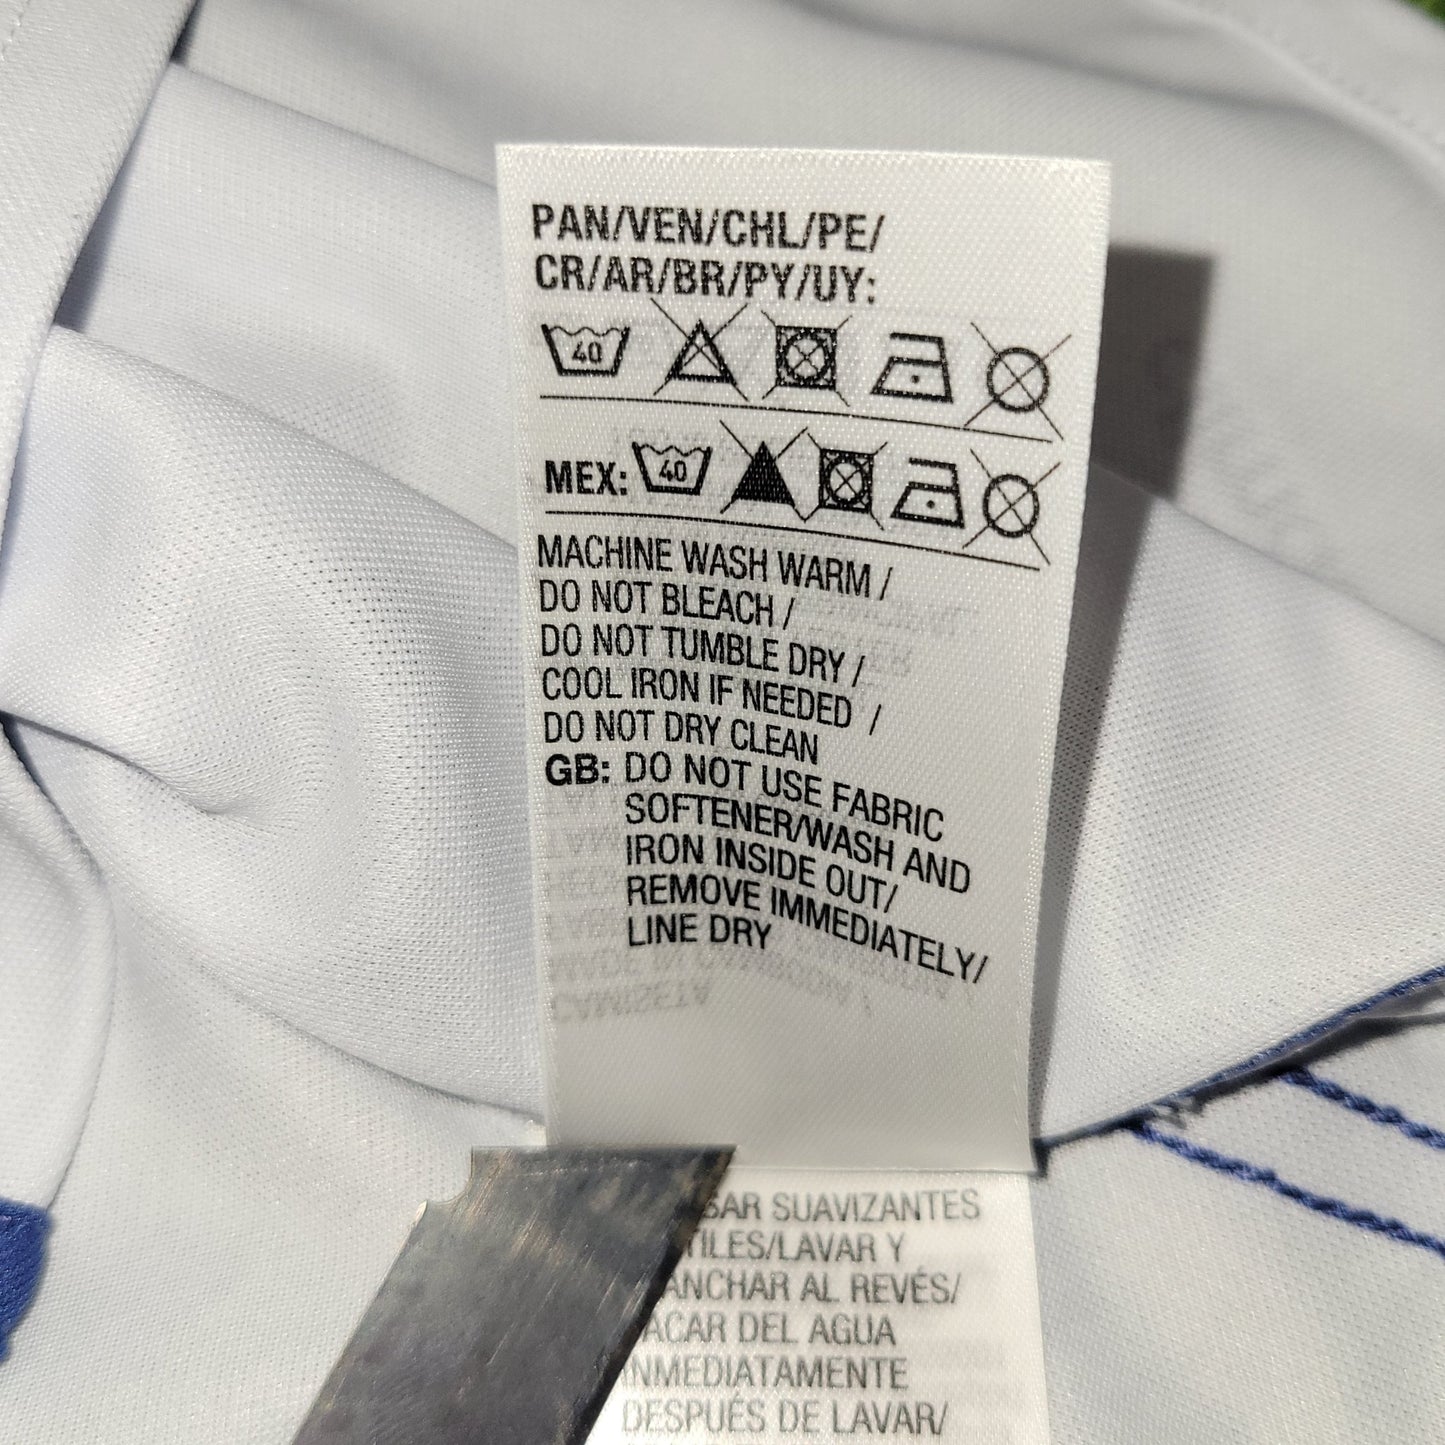 PAN/VEN/CHL/PE/
CR/AR/BR/PY/UY:
40
MEX: 40
MACHINE WASH WARM /
DO NOT BLEACH /
DO NOT TUMBLE DRY /
COOL IRON IF NEEDED /
DO NOT DRY CLEAN
GB: DO NOT USE FABRIC
SOFTENER/WASH AND
IRON INSIDE OUT/
REMOVE IMMEDIATELY/
LINE DRY
SUAVIZANTES
/LAVAR Y
AL REVÉS/
DEL AGUA
INMEDIATAMENTE
DESPUÉS DE LAVAR/